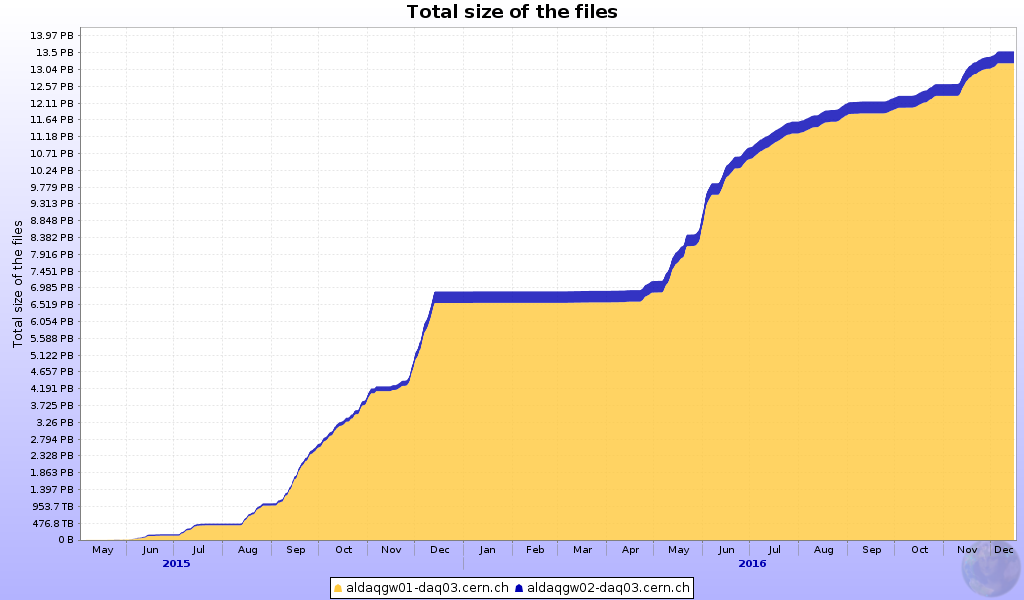 Total size of the files
Total size of the files
13.97 PB
13.5 PB
13.04 PB
12.57 PB
12.11 PB
11.64 PB
11.18 PB
10.71 PB
10.24 PB
9.779 PB
9.313 PB
8.848 PB
8.382 PB
7.916 PB
7.451 PB
6.985 PB
6.519 PB
6.054 PB
5.588 PB
5.122 PB
4.657 PB
4.191 PB
3.725 PB
3.26 PB
2.794 PB
2.328 PB
1.863 PB
1.397 PB
953.7 TB
476.8 TB
0 B
May Jun Jul Aug Sep Oct Nov Dec Jan Feb Mar Apr May Jun Jul Aug Sep Oct Nov Dec
2015 2016
aldaqgw01-daq03.cern.ch aldaqgw02-daq03.cern.ch